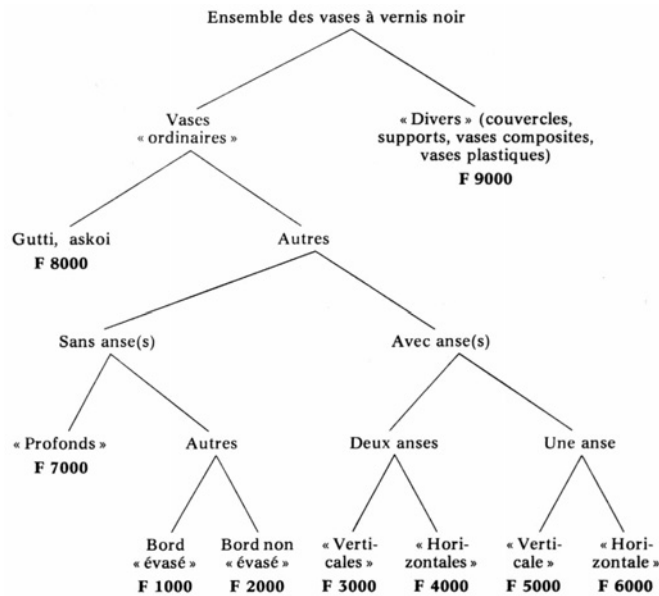 Ensemble des vases à vernis noir
Vases
« ordinaires »
« Divers » (couvercles,
supports, vases composites,
vases plastiques)
F 9000
Gutti, askoi
F 8000
Autres
Sans anse(s)
Avec anse(s)
« Profonds »
F 7000
Autres
Deux anses
Une anse
Bord
« évasé »
F 1000
Bord non
« évasé »
F 2000
« Verti-
cales »
F 3000
« Hori-
zontales »
F 4000
« Verti-
cale »
F 5000
« Hori-
zontale »
F 6000